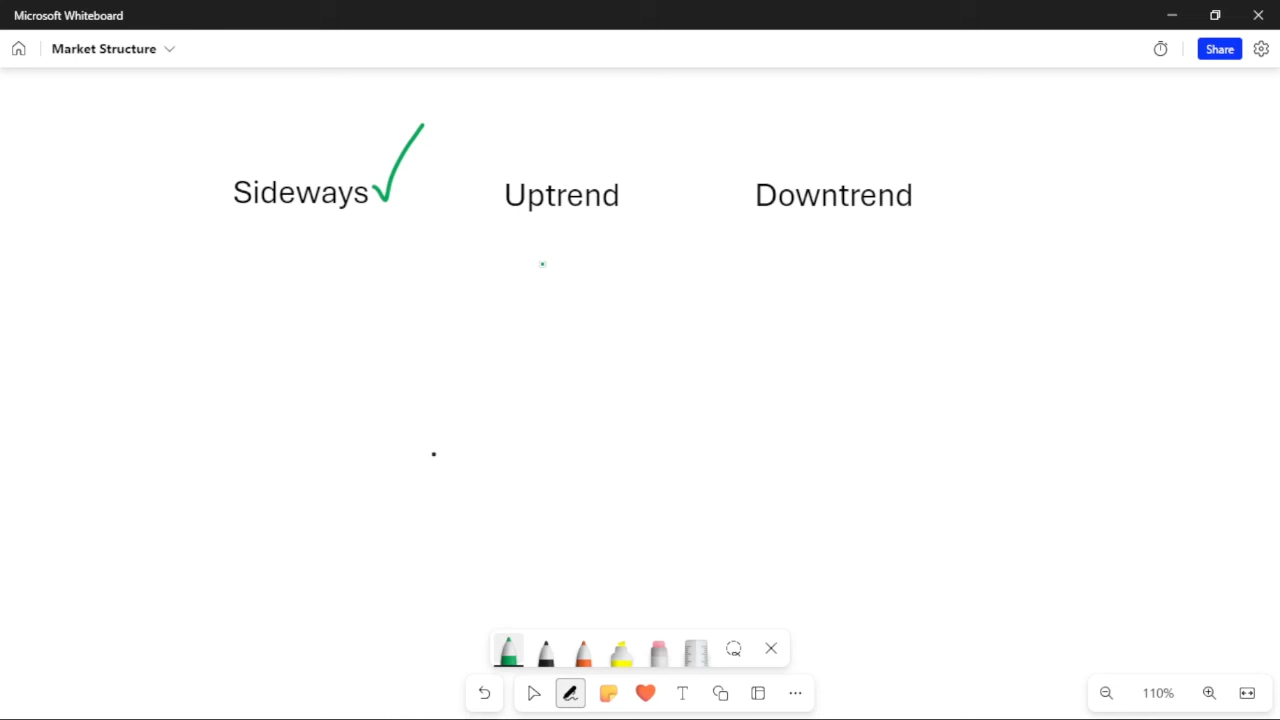 Microsoft Whiteboard
Market Structure
Share
Sideways
Uptrend
Downtrend
110%